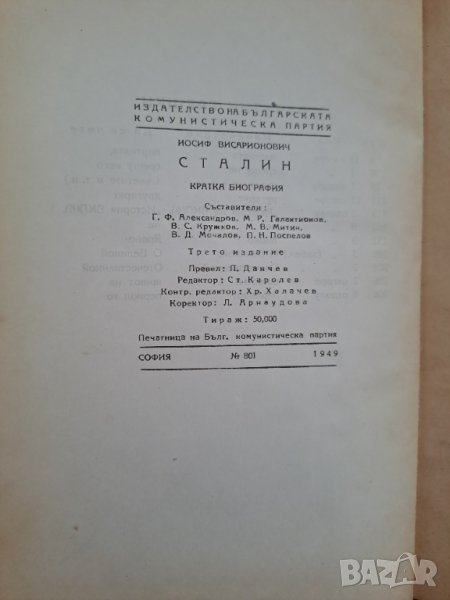 ИЗДАТЕЛСТВО НА БЪЛГАРСКАТА
КОМУНИСТИЧЕСКА ПАРТИЯ
ИОСИФ ВИСАРИОНОВИЧ
СТАЛИН
КРАТКА БИОГРАФИЯ
Съставители:
Г. Ф. Александров, М. Р. Галактионов,
В. С. Кружков, М. Б. Митин,
В. Д. Мочалов, П. Н. Поспелов
Трето издание
Превел: П. Данчев
Редактор: Ст. Каролев
Контр. редактор: Хр. Халачев
Коректор: Л. Арнаудова
Тираж: 50,000
Печатница на Бълг. комунистическа партия
СОФИЯ № 801 1949
BAZAR